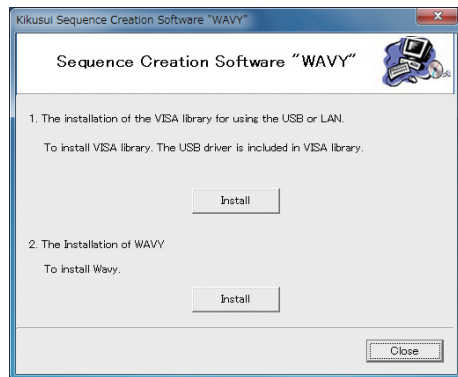 Kikusui Sequence Creation Software "WAVY"
Sequence Creation Software "WAVY"
1. The installation of the VISA library for using the USB or LAN.
To install VISA library. The USB driver is included in VISA library.
Install
2. The Installation of WAVY
To install Wavy.
Install
Close